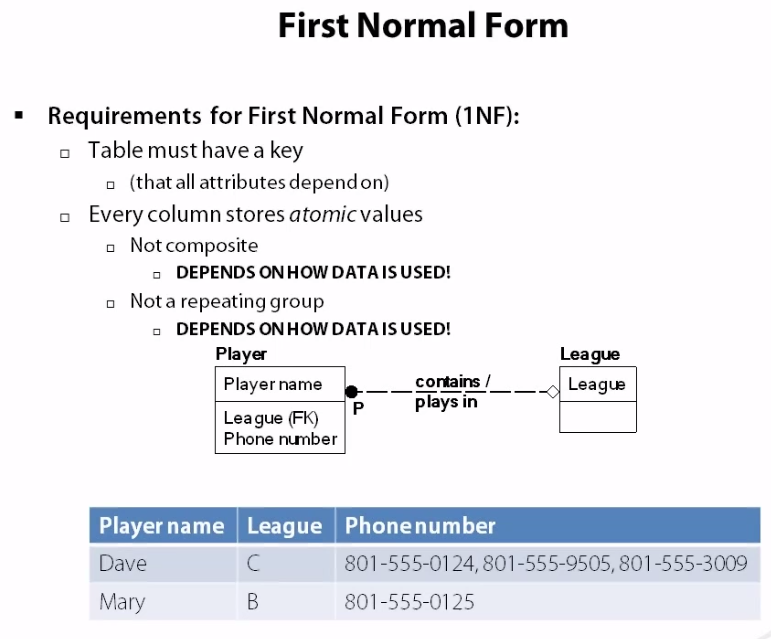 First Normal Form
Requirements for First Normal Form (1NF):
Table must have a key
(that all attributes depend on)
Every column stores atomic values
Not composite
DEPENDS ON HOW DATA IS USED!
Not a repeating group
DEPENDS ON HOW DATA IS USED!
Player
League
Player name
League (FK)
Phone number
P
contains /
plays in
League
Player name League Phone number
Dave C 801-555-0124, 801-555-9505, 801-555-3009
Mary B 801-555-0125